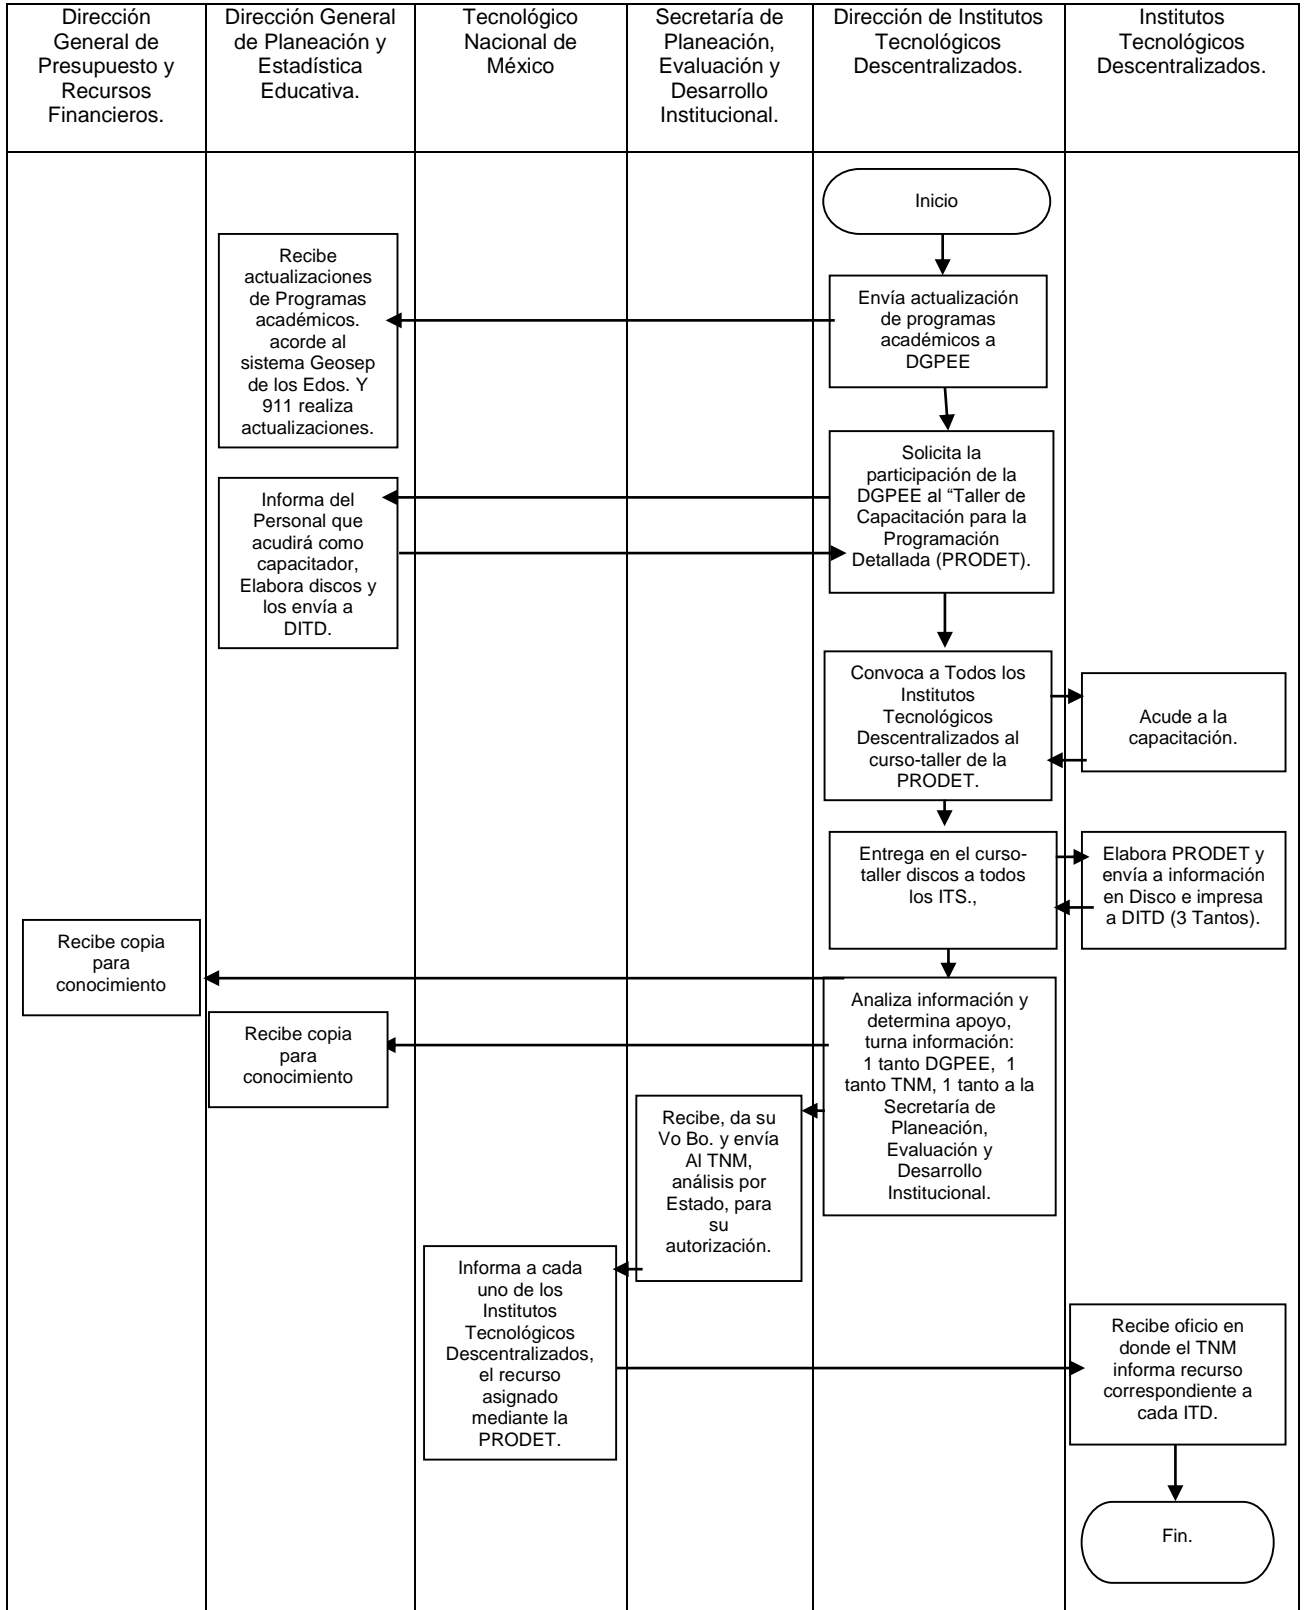 Dirección
General de
Presupuesto y
Recursos
Financieros.
Dirección General
de Planeación y
Estadística
Educativa.
Tecnológico
Nacional de
México
Secretaría de
Planeación,
Evaluación y
Desarrollo
Institucional.
Dirección de Institutos
Tecnológicos
Descentralizados.
Institutos
Tecnológicos
Descentralizados.
Inicio
Envía actualización
de programas
académicos a
DGPEE
Recibe
actualizaciones
de Programas
académicos.
acorde al
sistema Geosep
de los Edos. Y
911 realiza
actualizaciones.
Solicita la
participación de la
DGPEE al “Taller de
Capacitación para la
Programación
Detallada (PRODET).
Informa del
Personal que
acudirá como
capacitador,
Elabora discos y
los envía a
DITD.
Convoca a Todos los
Institutos
Tecnológicos
Descentralizados al
curso-taller de la
PRODET.
Acude a la
capacitación.
Entrega en el curso-
taller discos a todos
los ITS.,
Elabora PRODET y
envía a información
en Disco e impresa
a DITD (3 Tantos).
Recibe copia
para
conocimiento
Analiza información y
determina apoyo,
turna información:
1 tanto DGPEE, 1
tanto TNM, 1 tanto a la
Secretaría de
Planeación,
Evaluación y
Desarrollo
Institucional.
Recibe copia
para
conocimiento
Recibe, da su
Vo Bo. y envía
Al TNM,
análisis por
Estado, para
su
autorización.
Informa a cada
uno de los
Institutos
Tecnológicos
Descentralizados,
el recurso
asignado
mediante la
PRODET.
Recibe oficio en
donde el TNM
informa recurso
correspondiente a
cada ITD.
Fin.